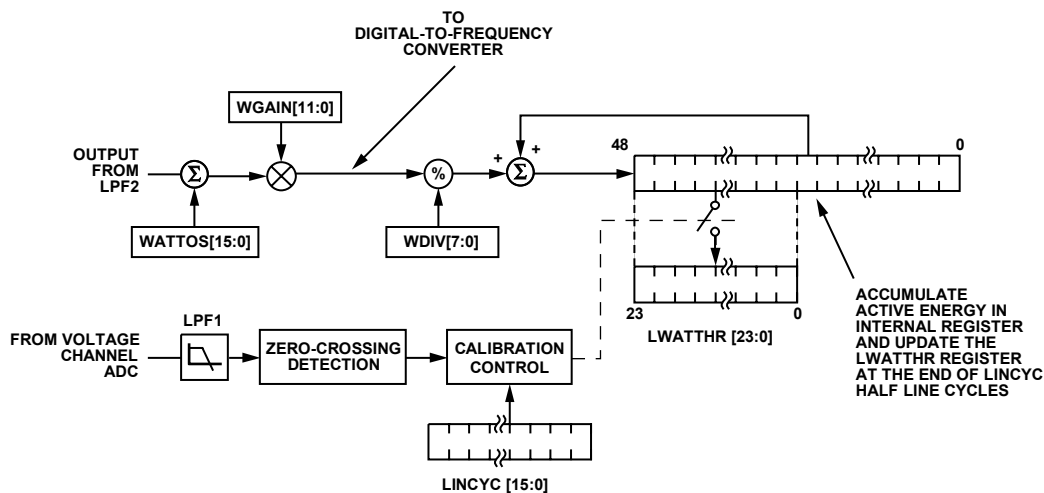 TO
DIGITAL-TO-FREQUENCY
CONVERTER
WGAIN[11:0]
OUTPUT
FROM
LPF2
Σ
WATTOS[15:0]
%
WDIV[7:0]
+
+
Σ
48
0
23
0
LWATTHR [23:0]
ACCUMULATE
ACTIVE ENERGY IN
INTERNAL REGISTER
AND UPDATE THE
LWATTHR REGISTER
AT THE END OF LINCYC
HALF LINE CYCLES
FROM VOLTAGE
CHANNEL
ADC
LPF1
ZERO-CROSSING
DETECTION
CALIBRATION
CONTROL
LINCYC [15:0]